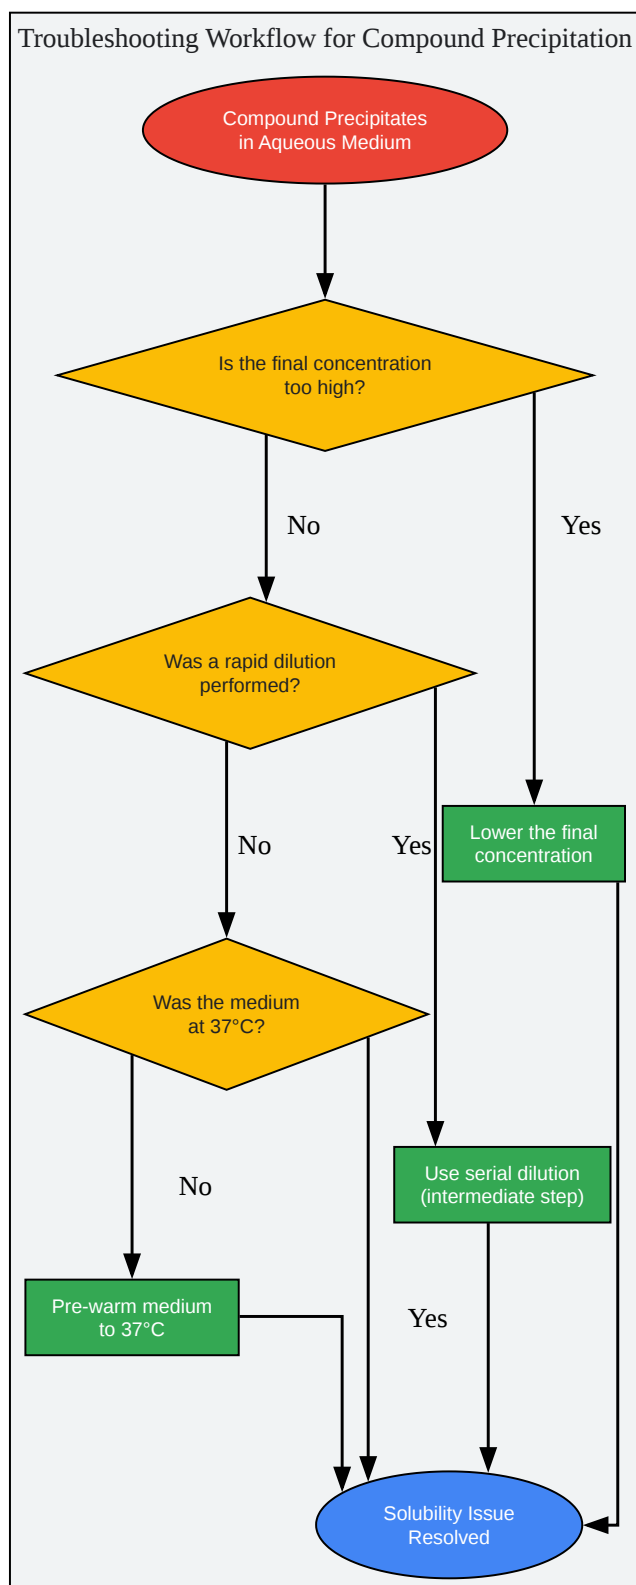 Troubleshooting Workflow for Compound Precipitation
Compound Precipitates
in Aqueous Medium
Is the final concentration
too high?
No
Yes
Was a rapid dilution
performed?
No
Yes
Lower the final
concentration
Was the medium
at 37°C?
No
Use serial dilution
(intermediate step)
Pre-warm medium
to 37°C
Yes
Solubility Issue
Resolved